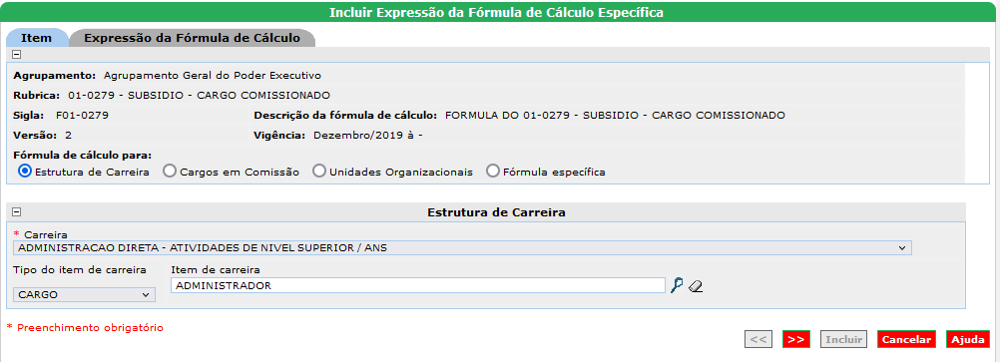 Incluir Expressão da Fórmula de Cálculo Específica
Item Expressão da Fórmula de Cálculo
Agrupamento: Agrupamento Geral do Poder Executivo
Rubrica: 01-0279 - SUBSIDIO - CARGO COMISSIONADO
Sigla: F01-0279 Descrição da fórmula de cálculo: FORMULA DO 01-0279 - SUBSIDIO - CARGO COMISSIONADO
Versão: 2 Vigência: Dezembro/2019 à -
Fórmula de cálculo para:
Estrutura de Carreira Cargos em Comissão Unidades Organizacionais Fórmula específica
Estrutura de Carreira
* Carreira
ADMINISTRACAO DIRETA - ATIVIDADES DE NIVEL SUPERIOR / ANS
Tipo do item de carreira Item de carreira
CARGO ADMINISTRADOR
* Preenchimento obrigatório
<< >> Incluir Cancelar Ajuda